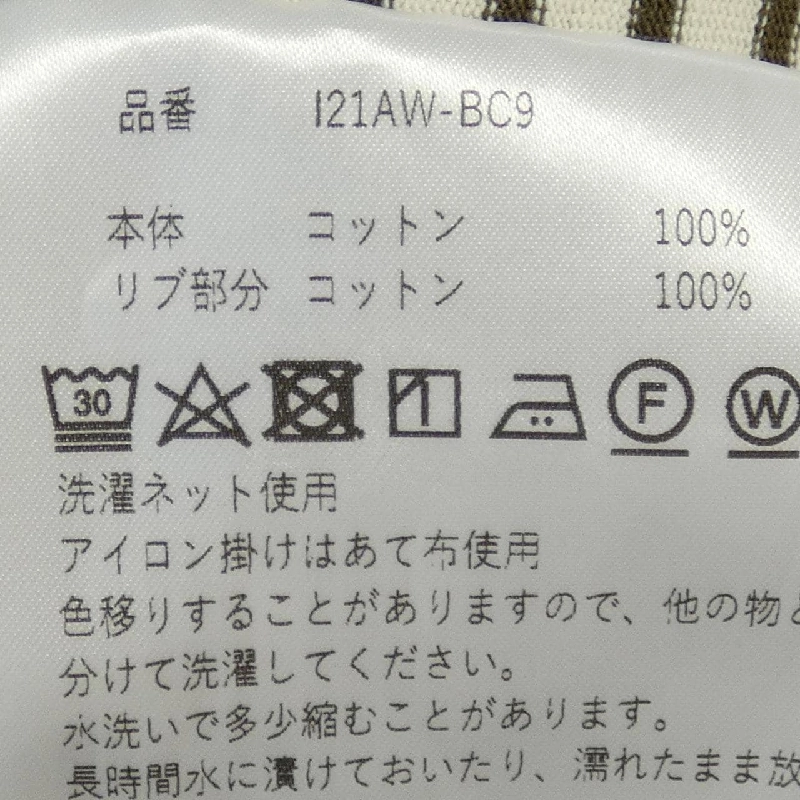 品番 I21AW-BC9
本体 コットン 100%
リブ部分 コットン 100%
30 F W
洗濯ネット使用
アイロン掛けはあて布使用
色移りすることがありますので、他の物と
分けて洗濯してください。
水洗いで多少縮むことがあります。
長時間水に漬けておいたり、濡れたまま放